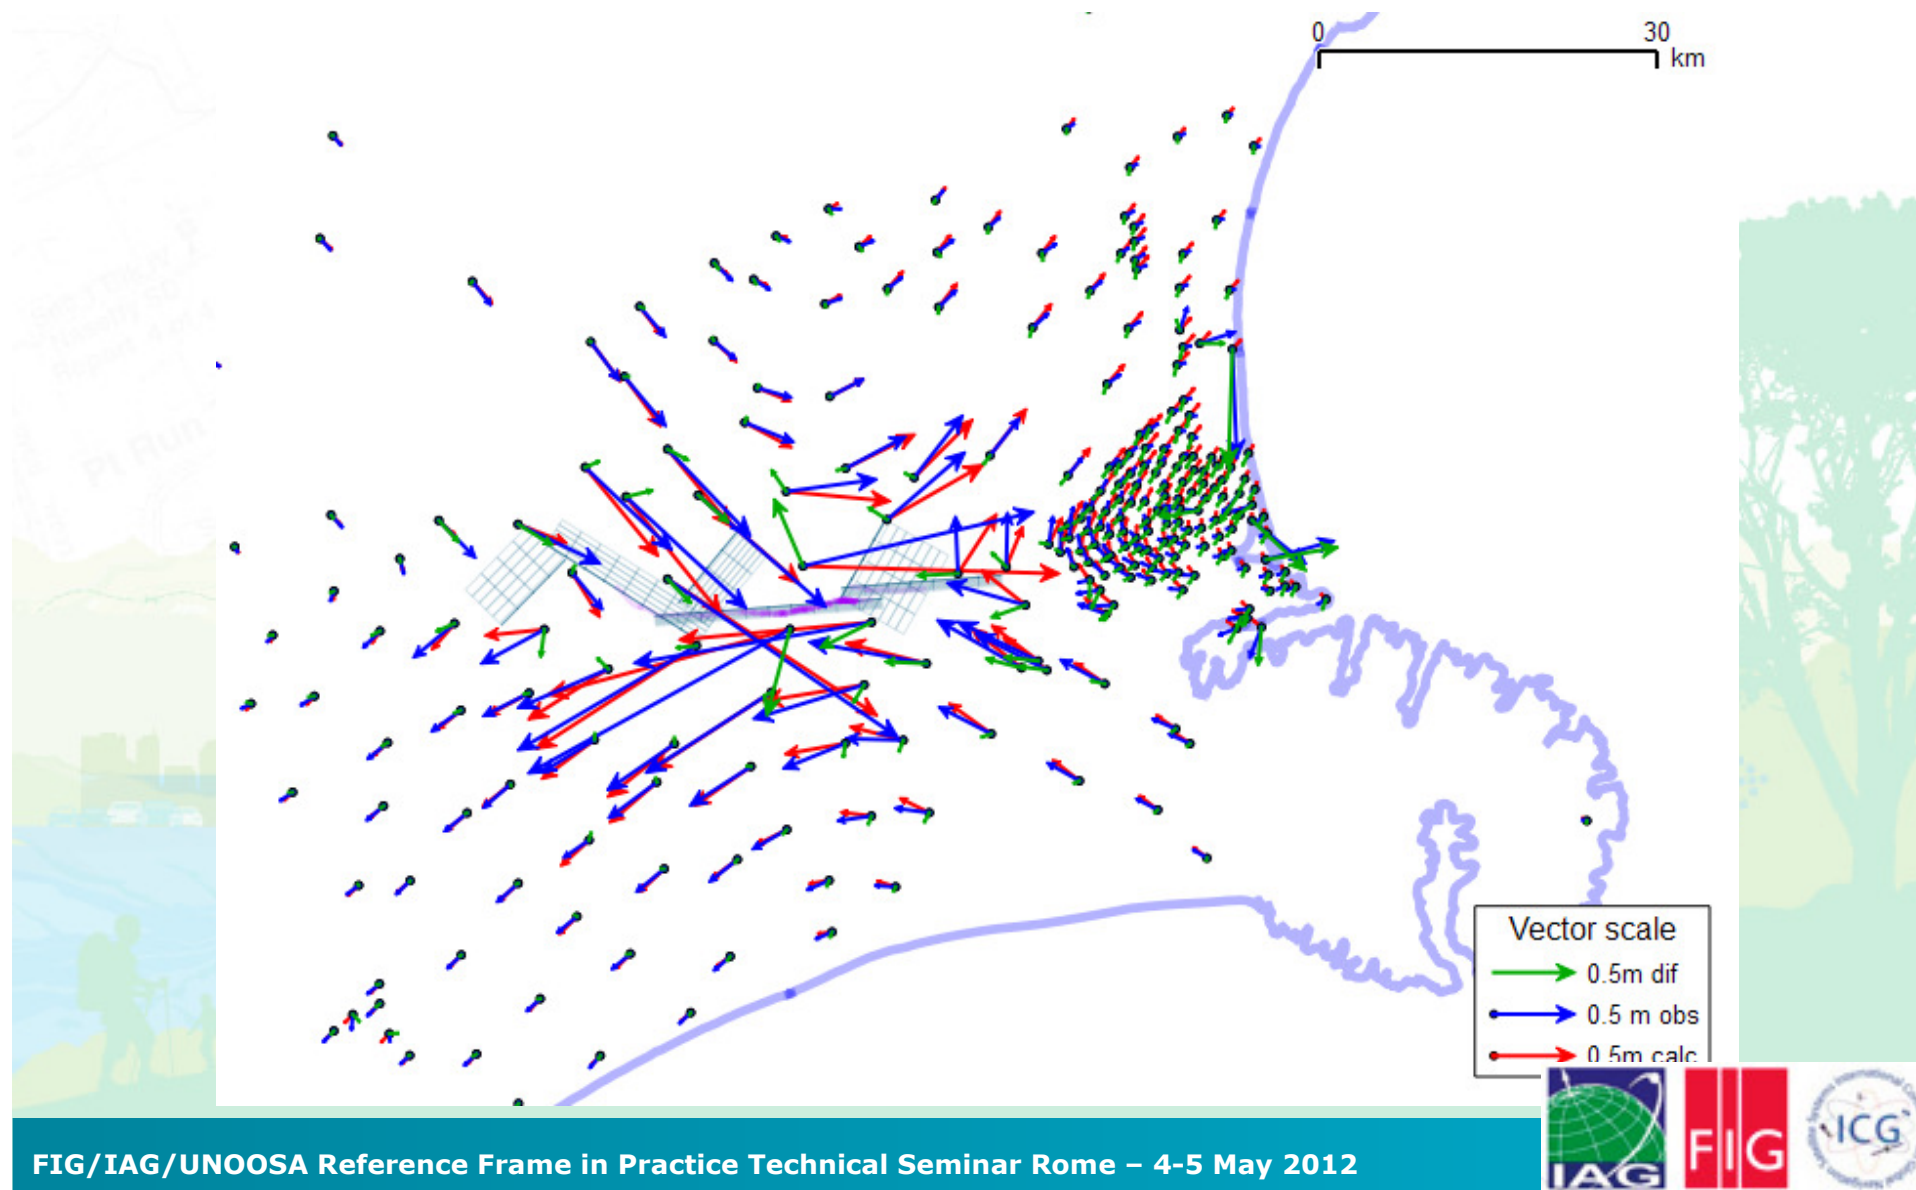 0 30
km
Vector scale
0.5m dif
0.5 m obs
0.5m calc
FIG/IAG/UNOOSA Reference Frame in Practice Technical Seminar Rome – 4-5 May 2012
IAG
FIG
ICG